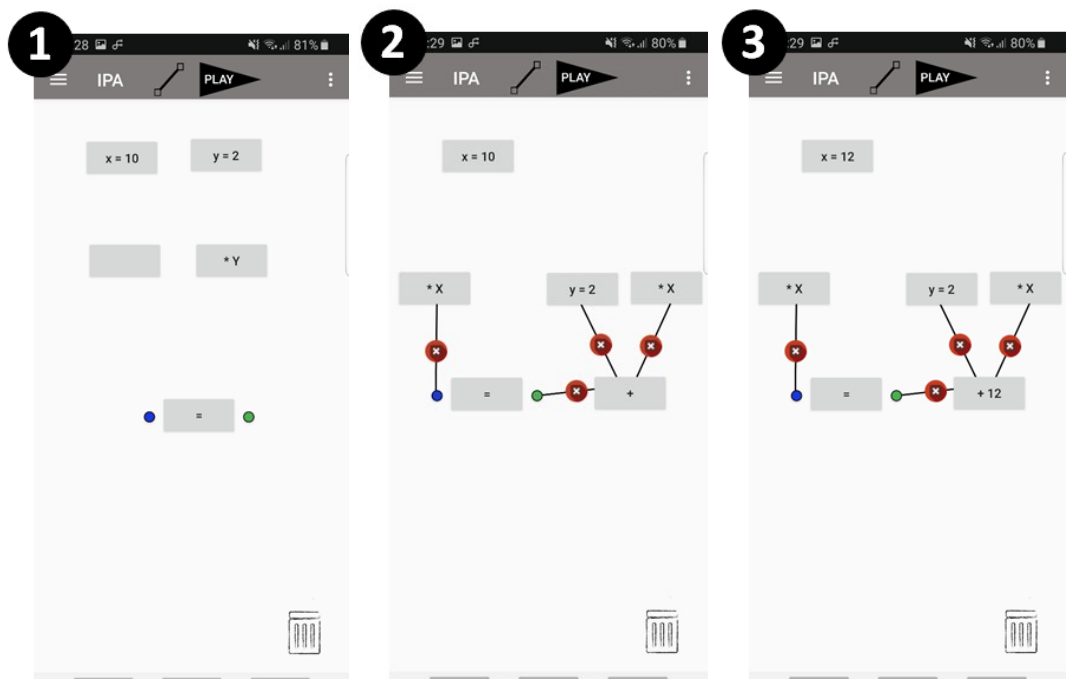 1
28 81%
IPA PLAY
x = 10 y = 2
* Y
=
2
:29 80%
IPA PLAY
x = 10
* X y = 2 * X
= +
3
:29 80%
IPA PLAY
x = 12
* X y = 2 * X
= + 12